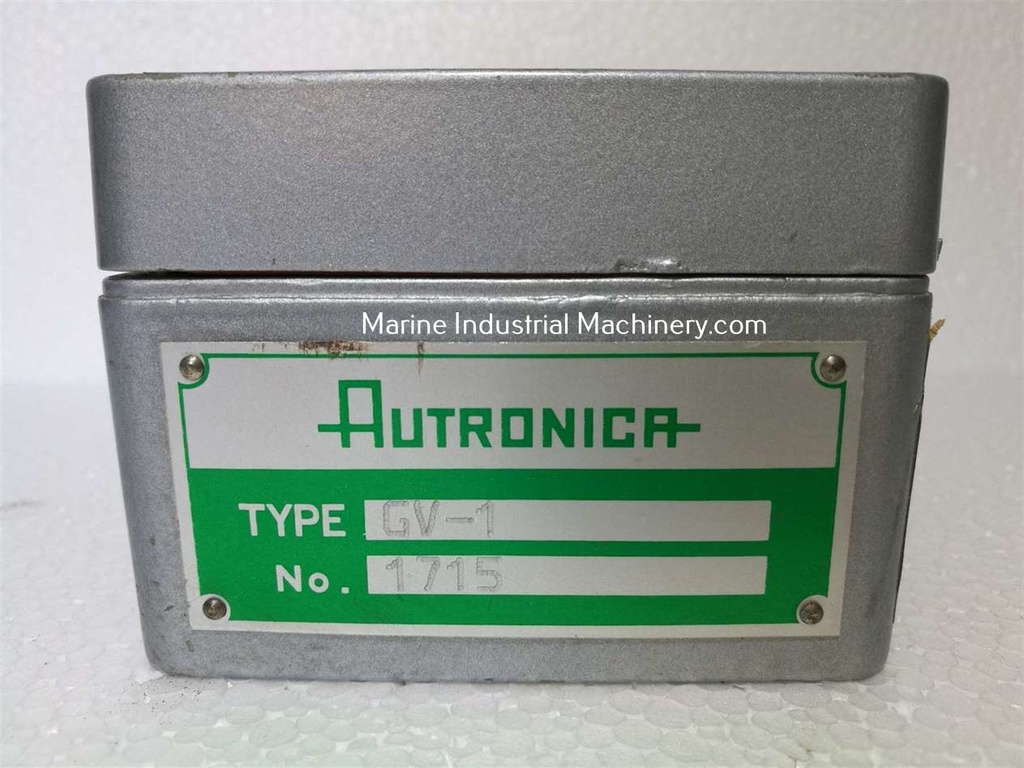 Marine Industrial Machinery.com
AUTRONICA
TYPE GV-1
No. 1715